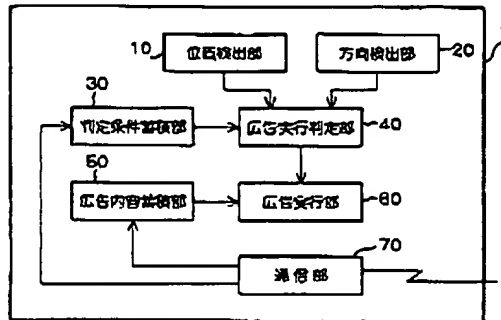 10
位置検出部
方向検出部
20
30
判定条件蓄積部
広告実行判定部
40
50
広告内容蓄積部
広告実行部
60
70
通信部